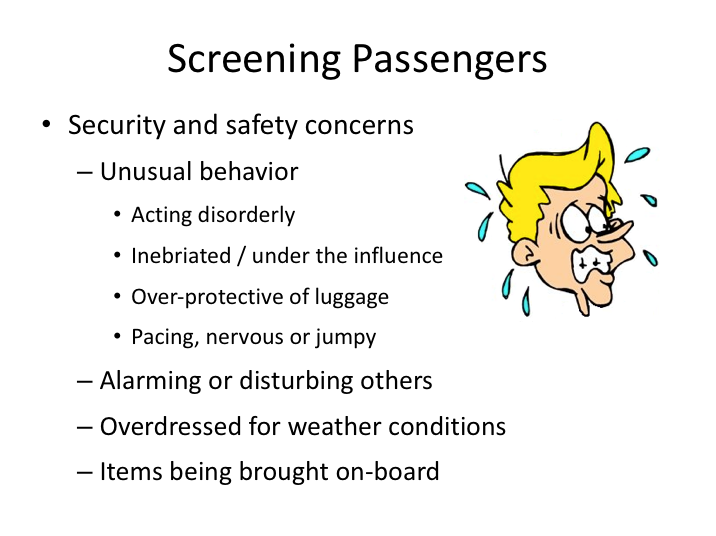 Screening Passengers
• Security and safety concerns
– Unusual behavior
• Acting disorderly
• Inebriated / under the influence
• Over-protective of luggage
• Pacing, nervous or jumpy
– Alarming or disturbing others
– Overdressed for weather conditions
– Items being brought on-board